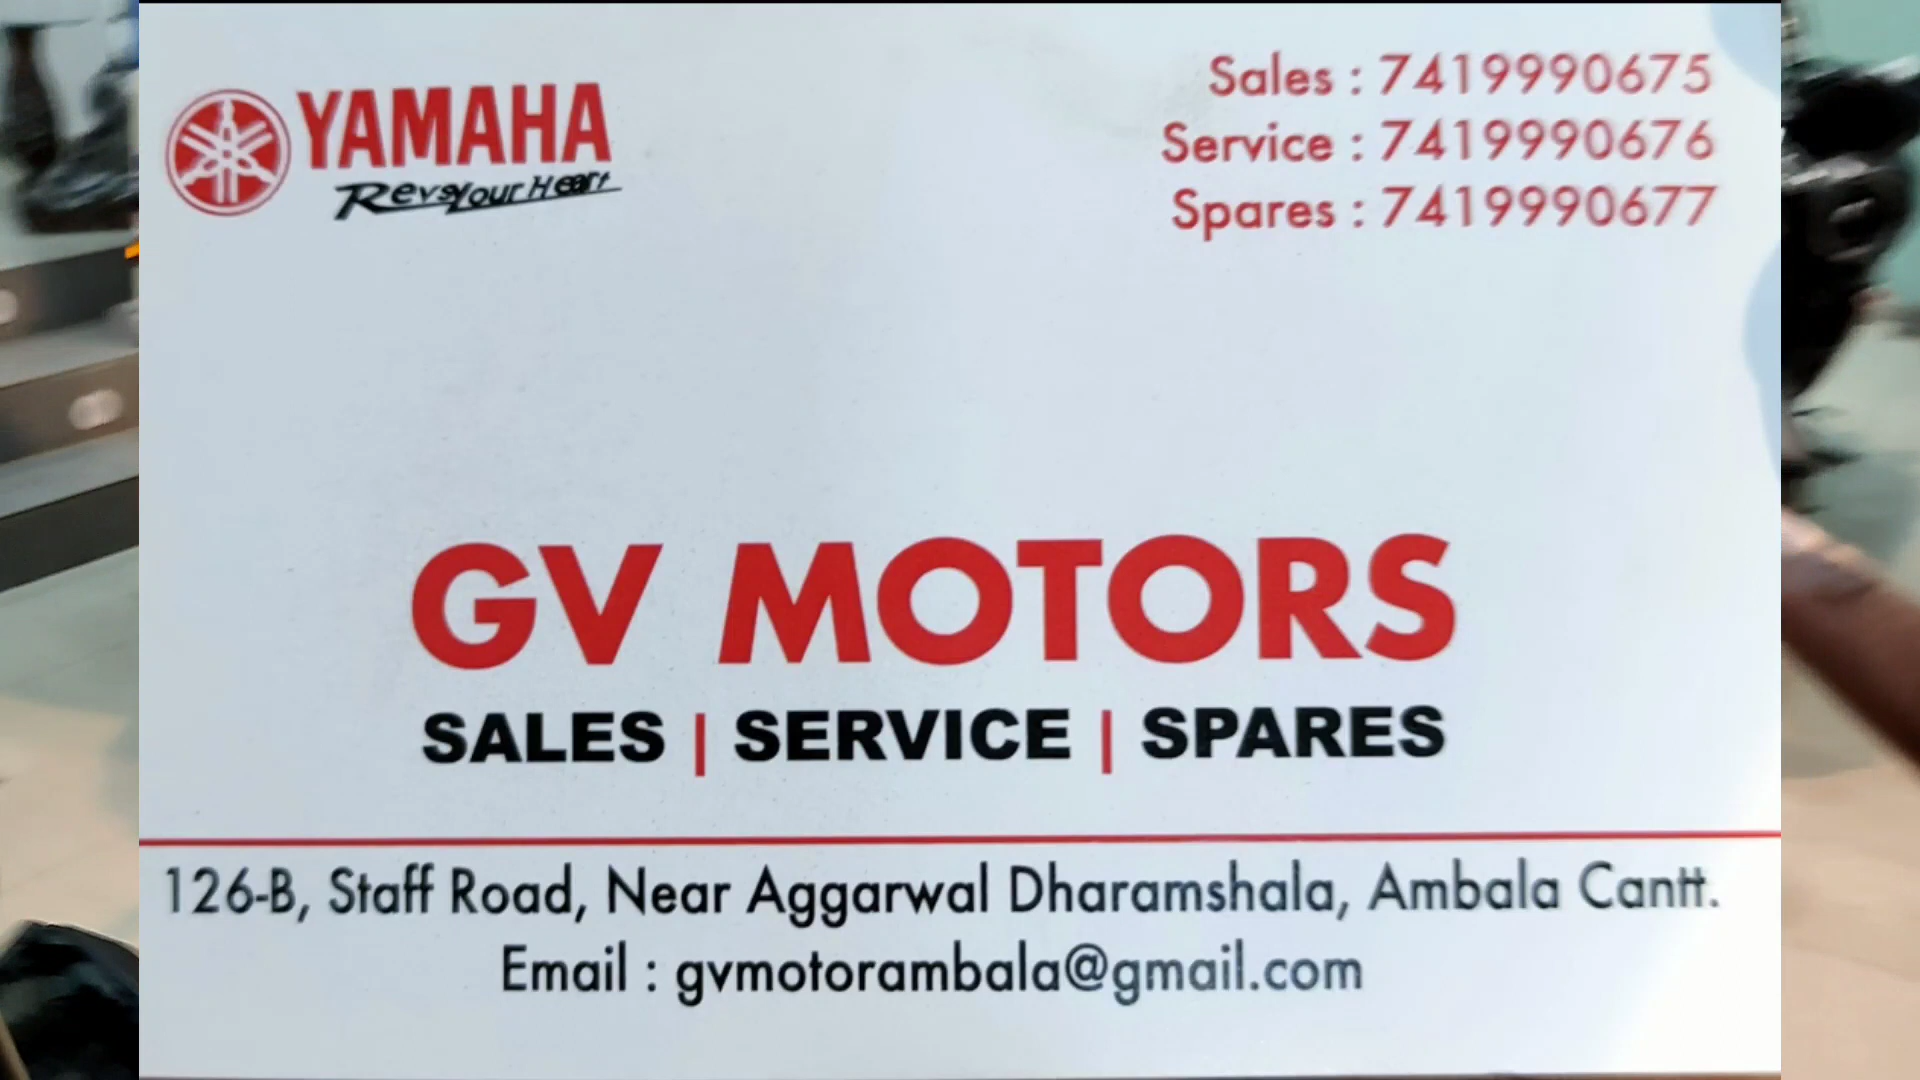 YAMAHA
Revs Your Heart
Sales : 7419990675
Service : 7419990676
Spares : 7419990677
GV MOTORS
SALES | SERVICE | SPARES
126-B, Staff Road, Near Aggarwal Dharamshala, Ambala Cantt.
Email : gvmotorambala@gmail.com